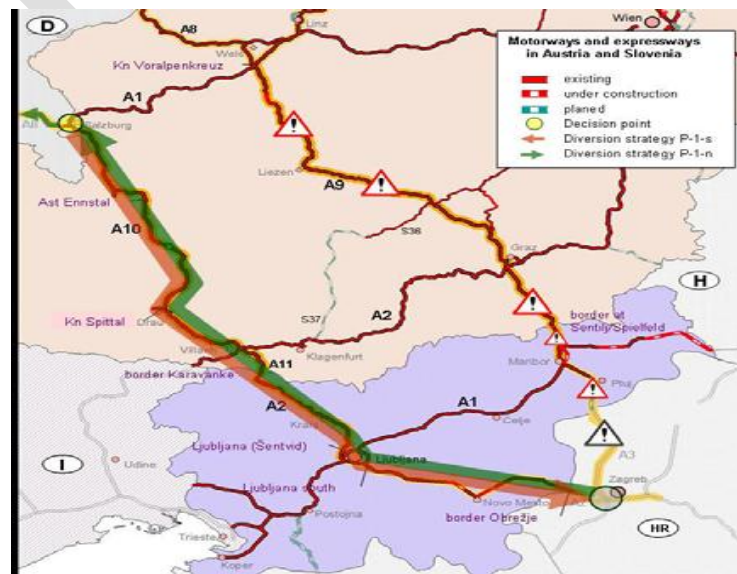 D
A8
Linz
Wien
Wels
Kn Voralpenkreuz
Motorways and expressways
in Austria and Slovenia
existing
under construction
planed
Decision point
Diversion strategy P-1-s
Diversion strategy P-1-n
A1
A8
Salzburg
Liezen
A9
Ast Ennstal
S36
A10
Graz
H
Kn Spittal
Drau
S37
A2
border at
Sentilj/Spielfeld
Villach
A11
Klagenfurt
Maribor
border Karavanke
Ptuj
A2
A1
Kranj
Celje
Ljubljana (Šentvid)
Ljubljana
A3
I
Udine
Ljubljana south
Zagreb
Novo Mesto
A2
Postojna
border Obrežje
HR
Trieste
Koper